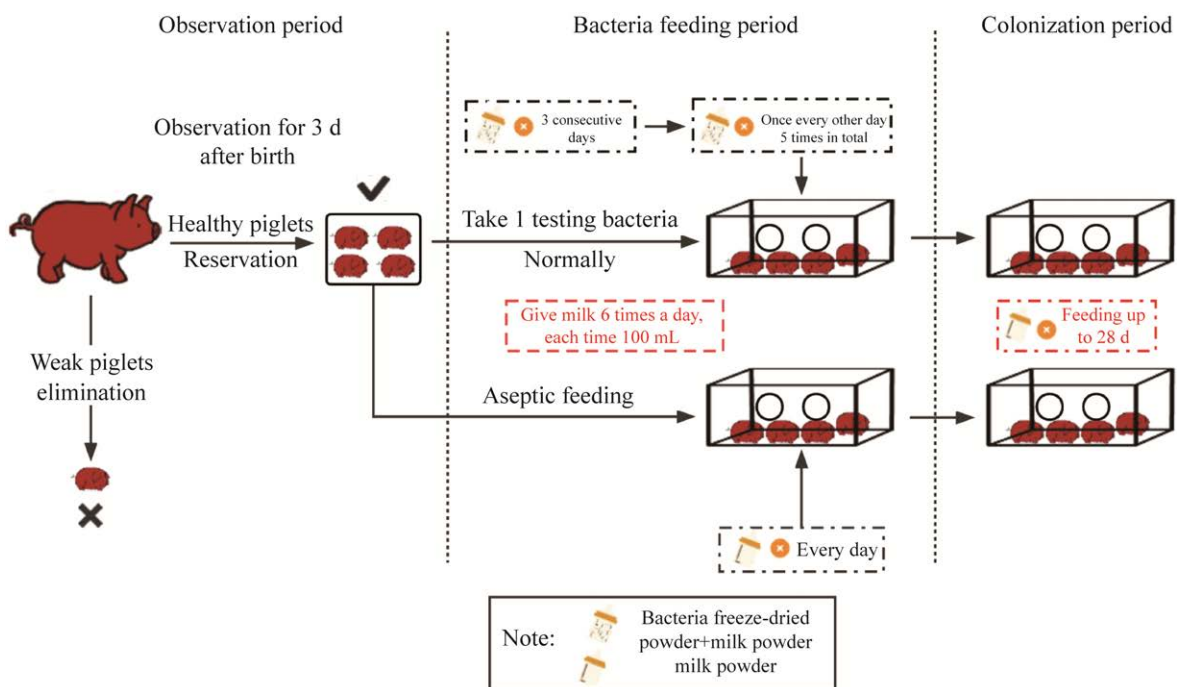 Observation period
Bacteria feeding period
Colonization period
Observation for 3 d
after birth
3 consecutive
days
Once every other day
5 times in total
Healthy piglets
Reservation
Take 1 testing bacteria
Normally
Give milk 6 times a day,
each time 100 mL
Feeding up
to 28 d
Weak piglets
elimination
Aseptic feeding
Every day
Note:
Bacteria freeze-dried
powder+milk powder
milk powder